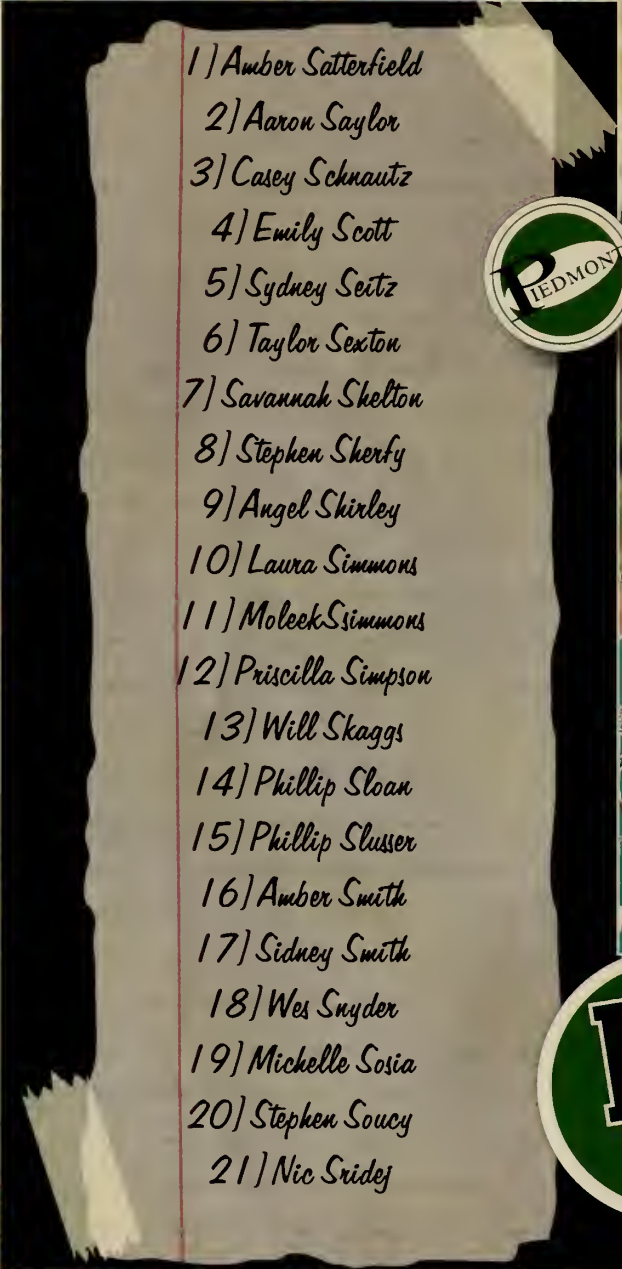 1] Amber Satterfield
2] Aaron Saylor
3] Casey Schnautz
4] Emily Scott
PIEDMONT
5] Sydney Seitz
6] Taylor Sexton
7] Savannah Shelton
8] Stephen Sherfy
9] Angel Shirley
10] Laura Simmons
11] MoleekSsimmons
12] Priscilla Simpson
13] Will Skaggs
14] Phillip Sloan
15] Phillip Slusser
16] Amber Smith
17] Sidney Smith
18] Wes Snyder
19] Michelle Sosia
20] Stephen Soucy
21] Nic Sridej